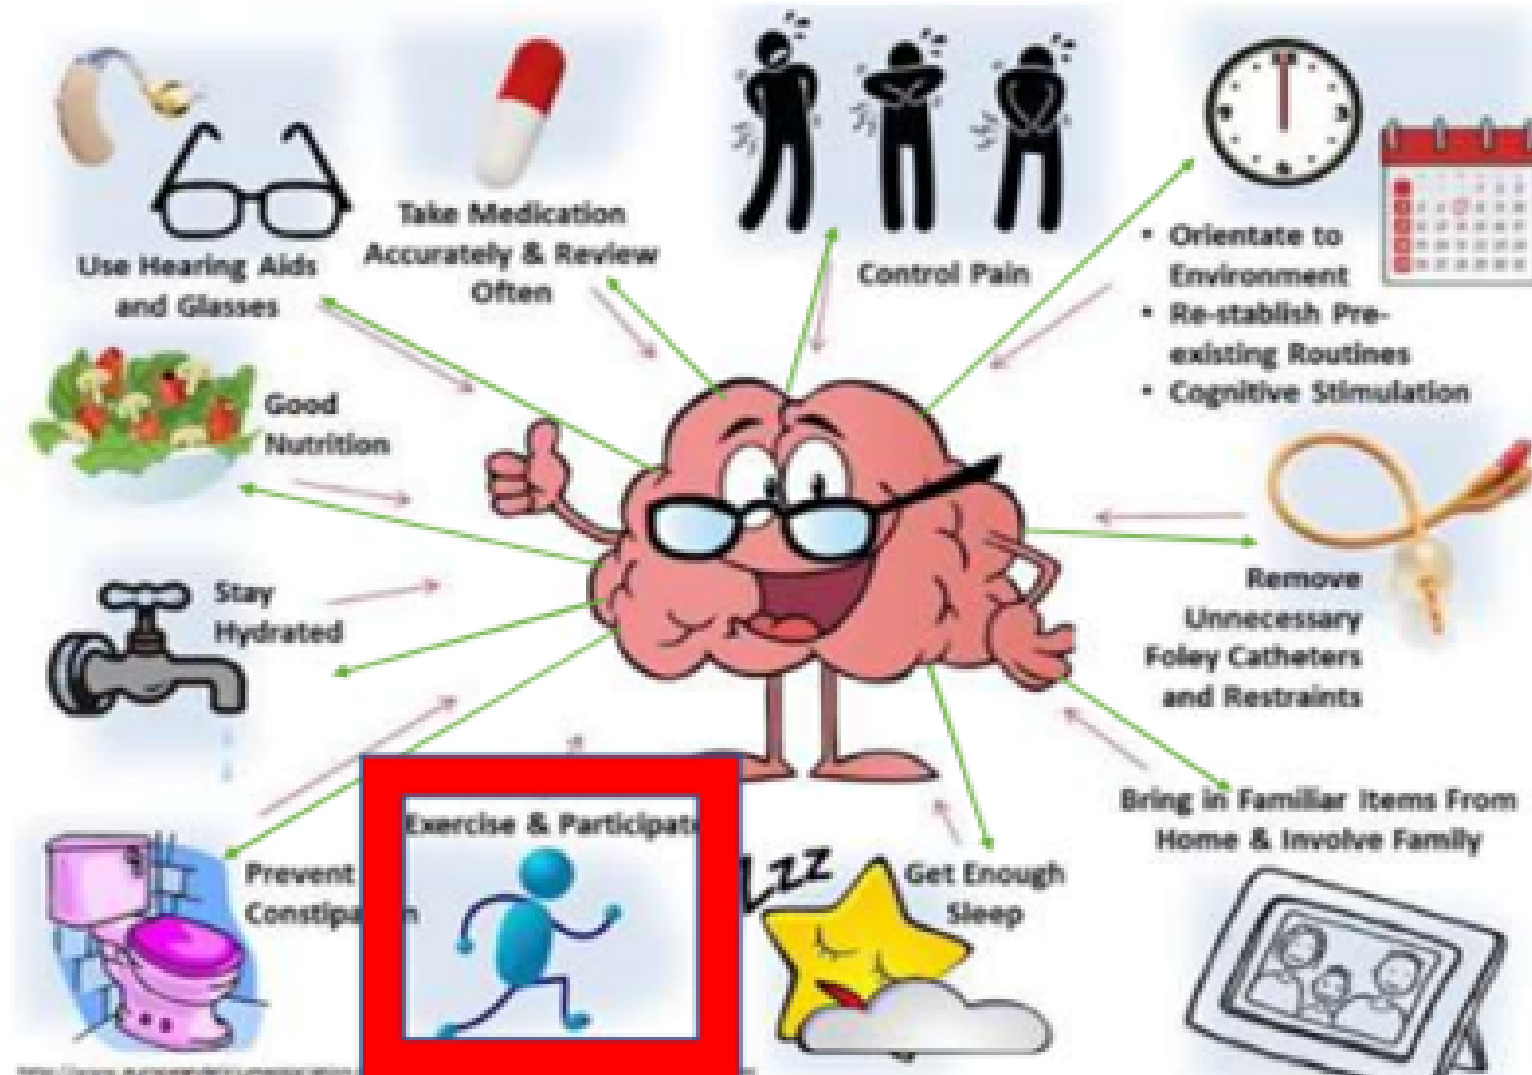 Use Hearing Aids
and Glasses
Take Medication
Accurately & Review
Often
Control Pain
• Orientate to
Environment
• Re-stablish Pre-
existing Routines
• Cognitive Stimulation
Good
Nutrition
Stay
Hydrated
Remove
Unnecessary
Foley Catheters
and Restraints
Prevent
Exercise & Participat
Zzz
Get Enough
Sleep
Bring in Familiar Items From
Home & Involve Family